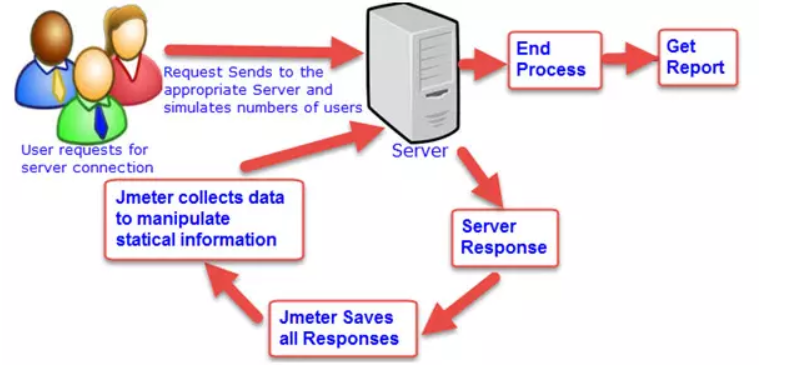 End
Process
Get
Report
Request Sends to the
appropriate Server and
simulates numbers of users
User requests for
server connection
Server
Jmeter collects data
to manipulate
statical information
Server
Response
Jmeter Saves
all Responses